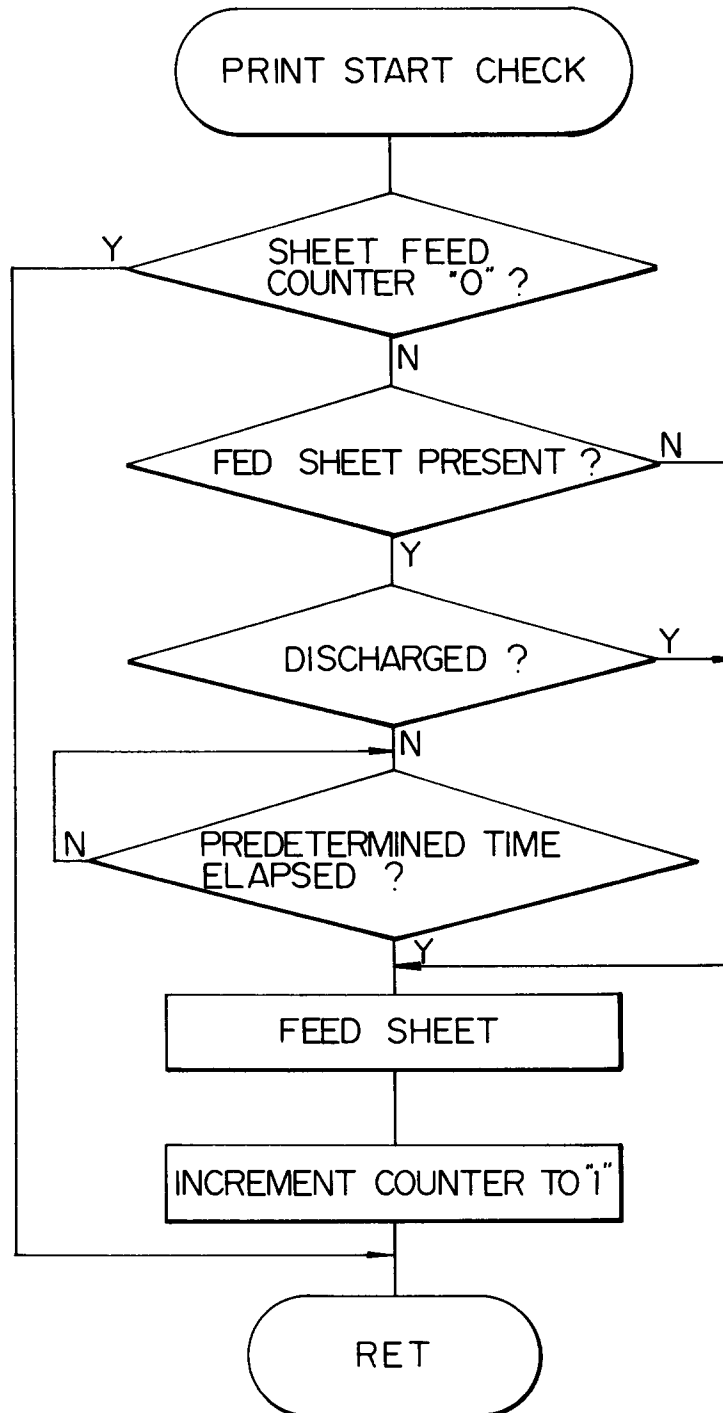 PRINT START CHECK
Y
SHEET FEED
COUNTER "0" ?
N
FED SHEET PRESENT ?
N
Y
DISCHARGED ?
Y
N
N
PREDETERMINED TIME
ELAPSED ?
Y
FEED SHEET
INCREMENT COUNTER TO "1"
RET